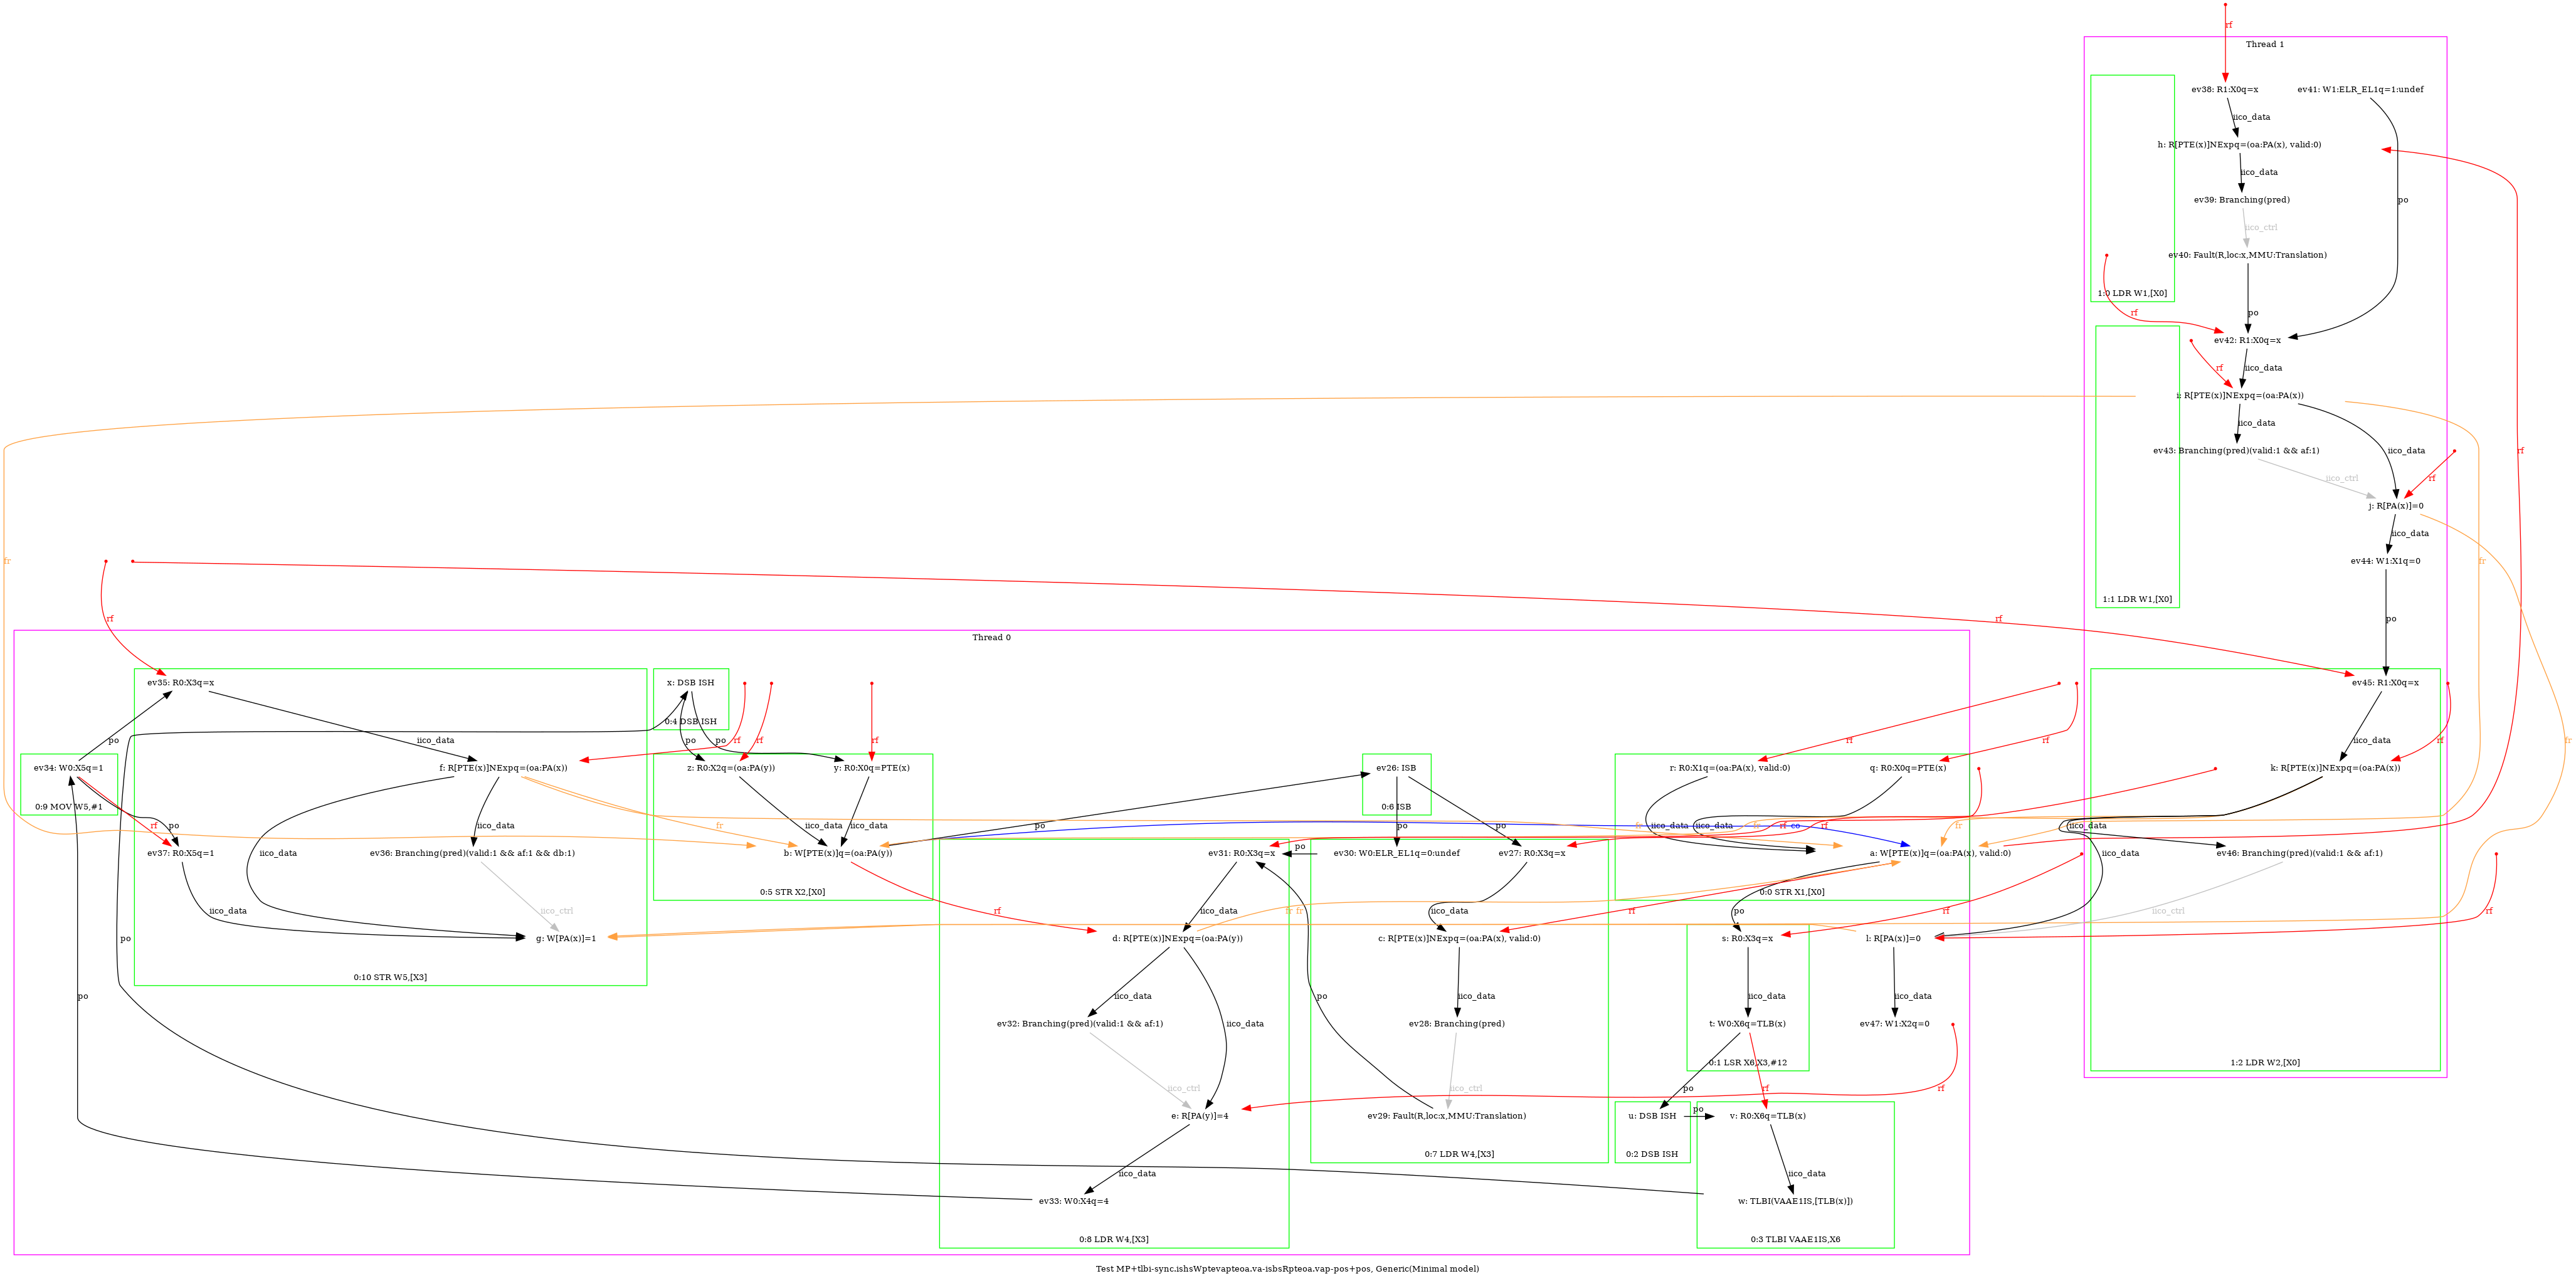 rf
Thread 1
ev38: R1:X0q=x
ev41: W1:ELR_EL1q=1:undef
iico_data
h: R[PTE(x)]NExpq=(oa:PA(x), valid:0)
iico_data
ev39: Branching(pred)
po
iico_ctrl
ev40: Fault(R,loc:x,MMU:Translation)
1:0 LDR W1,[X0]
rf
po
ev42: R1:X0q=x
rf
iico_data
i: R[PTE(x)]NExpq=(oa:PA(x))
iico_data
ev43: Branching(pred)(valid:1 && af:1)
iico_data
rf
iico_ctrl
rf
j: R[PA(x)]=0
iico_data
fr
ev44: W1:X1q=0
fr
1:1 LDR W1,[X0]
rf
rf
po
Thread 0
ev35: R0:X3q=x
x: DSB ISH
ev45: R1:X0q=x
0:4 DSB ISH
po
iico_data
rf
rf
po
po
rf
rf
rf
iico_data
rf
fr
ev34: W0:X5q=1
f: R[PTE(x)]NExpq=(oa:PA(x))
z: R0:X2q=(oa:PA(y))
y: R0:X0q=PTE(x)
ev26: ISB
r: R0:X1q=(oa:PA(x), valid:0)
q: R0:X0q=PTE(x)
k: R[PTE(x)]NExpq=(oa:PA(x))
0:9 MOV W5,#1
0:6 ISB
rf
po
iico_data
fr
iico_data
iico_data
po
po
po
rf
co
rf
fr
iico_data
iico_data
fr
iico_data
ev37: R0:X5q=1
iico_data
ev36: Branching(pred)(valid:1 && af:1 && db:1)
b: W[PTE(x)]q=(oa:PA(y))
ev31: R0:X3q=x
po
ev30: W0:ELR_EL1q=0:undef
ev27: R0:X3q=x
a: W[PTE(x)]q=(oa:PA(x), valid:0)
iico_data
ev46: Branching(pred)(valid:1 && af:1)
0:5 STR X2,[X0]
0:0 STR X1,[X0]
iico_data
iico_ctrl
rf
iico_data
fr
fr
iico_data
rf
po
rf
iico_ctrl
rf
po
g: W[PA(x)]=1
d: R[PTE(x)]NExpq=(oa:PA(y))
c: R[PTE(x)]NExpq=(oa:PA(x), valid:0)
s: R0:X3q=x
l: R[PA(x)]=0
0:10 STR W5,[X3]
po
iico_data
iico_data
po
iico_data
iico_data
iico_data
ev32: Branching(pred)(valid:1 && af:1)
ev28: Branching(pred)
t: W0:X6q=TLB(x)
ev47: W1:X2q=0
0:1 LSR X6,X3,#12
1:2 LDR W2,[X0]
iico_ctrl
iico_ctrl
po
rf
rf
e: R[PA(y)]=4
ev29: Fault(R,loc:x,MMU:Translation)
u: DSB ISH
po
v: R0:X6q=TLB(x)
0:7 LDR W4,[X3]
0:2 DSB ISH
iico_data
iico_data
ev33: W0:X4q=4
w: TLBI(VAAE1IS,[TLB(x)])
0:8 LDR W4,[X3]
0:3 TLBI VAAE1IS,X6
Test MP+tlbi-sync.ishsWptevapteoa.va-isbsRpteoa.vap-pos+pos, Generic(Minimal model)